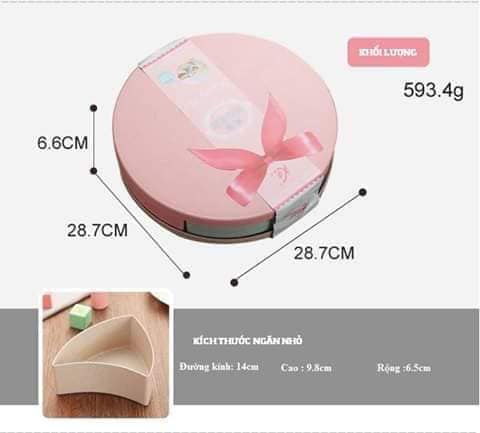 KHỐI LƯỢNG
593.4g
6.6CM
28.7CM
28.7CM
KÍCH THƯỚC NGĂN NHỎ
Đường kính: 14cm
Cao : 9.8cm
Rộng :6.5cm